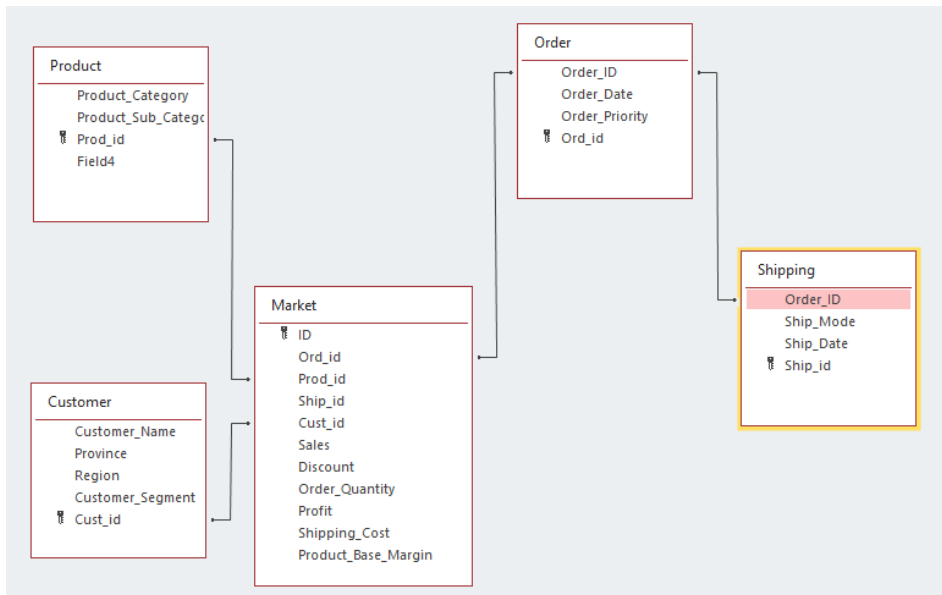 Product
Product_Category
Product_Sub_Categc
Prod_id
Field4
Order
Order_ID
Order_Date
Order_Priority
Ord_id
Shipping
Order_ID
Ship_Mode
Ship_Date
Ship_id
Market
ID
Ord_id
Prod_id
Ship_id
Cust_id
Sales
Discount
Order_Quantity
Profit
Shipping_Cost
Product_Base_Margin
Customer
Customer_Name
Province
Region
Customer_Segment
Cust_id